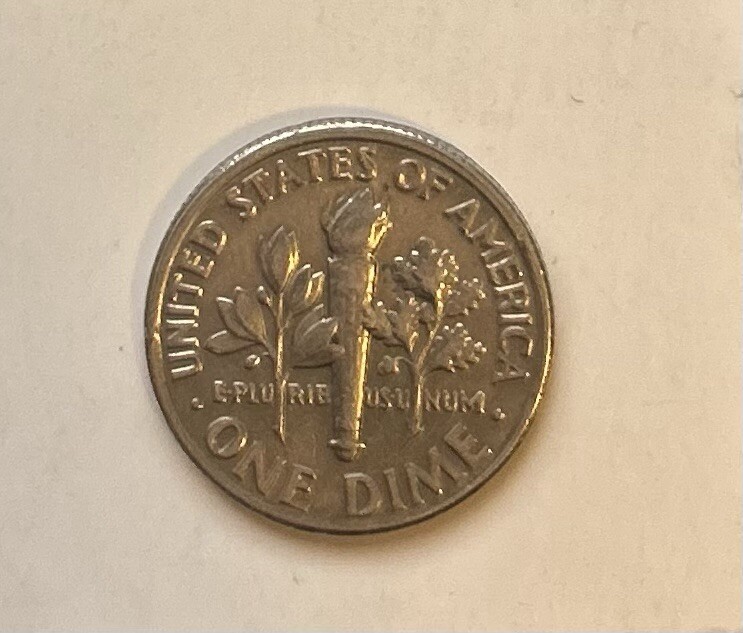 UNITED STATES OF AMERICA
E·PLURIBUS·UNUM
· ONE DIME ·